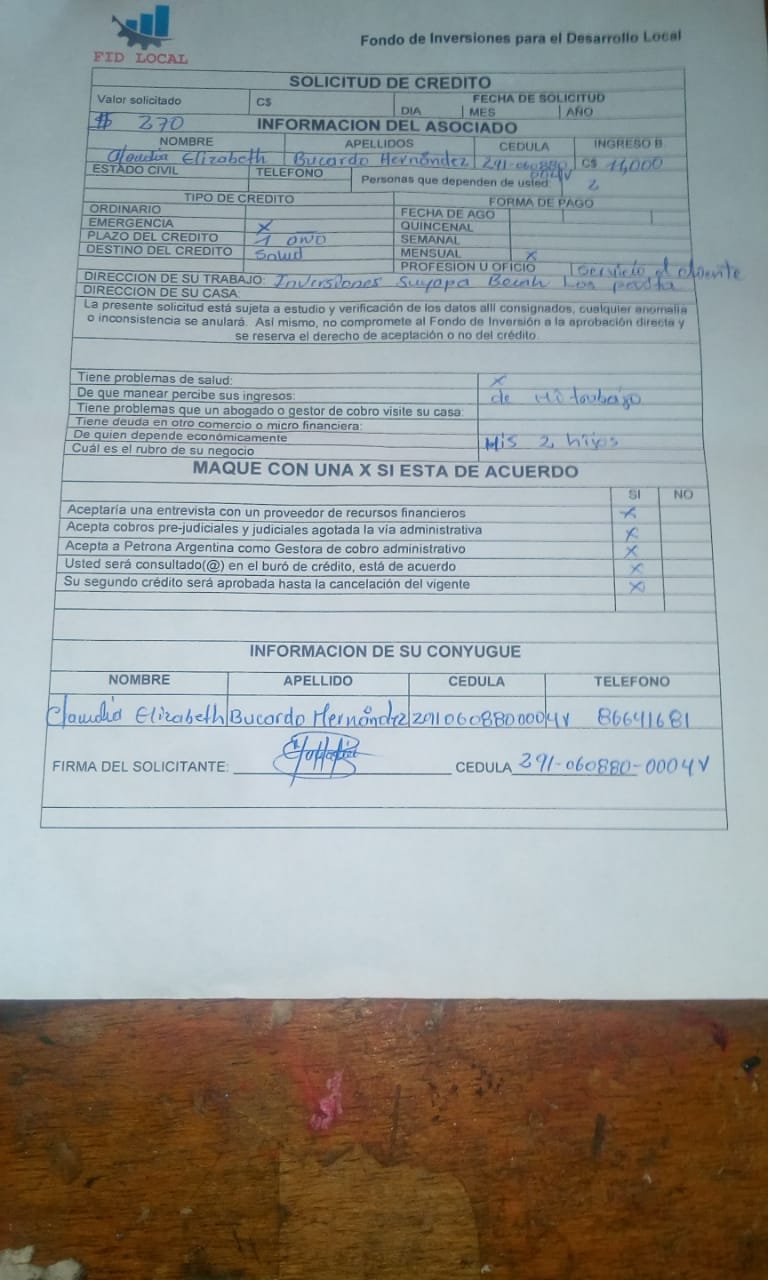 FID LOCAL
Fondo de Inversiones para el Desarrollo Local
SOLICITUD DE CREDITO
Valor solicitado C$ FECHA DE SOLICITUD
DIA MES AÑO
$ 270 INFORMACION DEL ASOCIADO
NOMBRE APELLIDOS CEDULA INGRESO B
Claudia Elizabeth Bucardo Hernández 291-060880 0004V C$ 11,000
ESTADO CIVIL TELEFONO Personas que dependen de usted: 2
TIPO DE CREDITO FORMA DE PAGO
ORDINARIO FECHA DE AGO
EMERGENCIA X QUINCENAL
PLAZO DEL CREDITO 1 año SEMANAL
DESTINO DEL CREDITO Salud MENSUAL X
PROFESION U OFICIO Servicio al
DIRECCION DE SU TRABAJO: Inversiones Suyapa
DIRECCION DE SU CASA:
La presente solicitud está sujeta a estudio y verificación de los datos allí consignados, cualquier anomalía
o inconsistencia se anulará. Así mismo, no compromete al Fondo de Inversión a la aprobación directa y
se reserva el derecho de aceptación o no del crédito.
Tiene problemas de salud: X
De que manear percibe sus ingresos: de
Tiene problemas que un abogado o gestor de cobro visite su casa:
Tiene deuda en otro comercio o micro financiera:
De quien depende económicamente Mis 2 hijos
Cuál es el rubro de su negocio
MAQUE CON UNA X SI ESTA DE ACUERDO
SI NO
Aceptaría una entrevista con un proveedor de recursos financieros X
Acepta cobros pre-judiciales y judiciales agotada la vía administrativa X
Acepta a Petrona Argentina como Gestora de cobro administrativo X
Usted será consultado(@) en el buró de crédito, está de acuerdo X
Su segundo crédito será aprobada hasta la cancelación del vigente X
INFORMACION DE SU CONYUGUE
NOMBRE APELLIDO CEDULA TELEFONO
Claudia Elizabeth Bucardo Hernández 2910608800004V 86641681
FIRMA DEL SOLICITANTE: CEDULA 291-060880-0004V